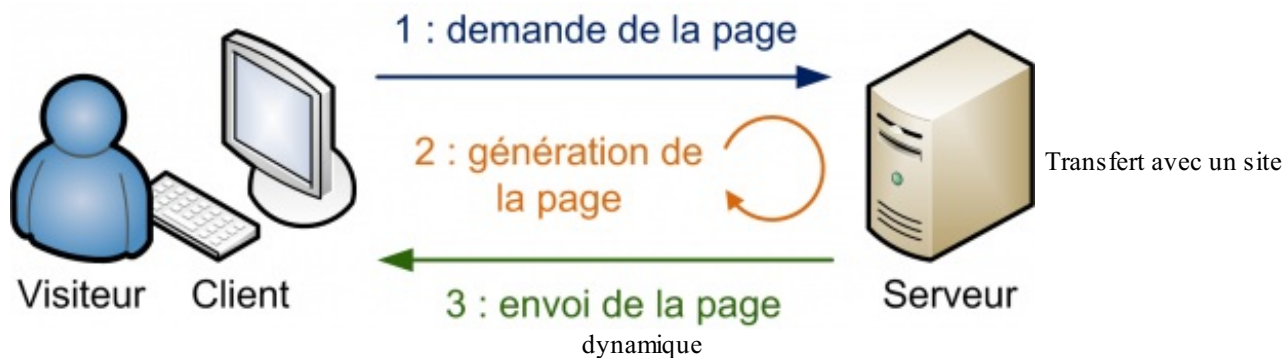 1 : demande de la page
2 : génération de
la page
Transfert avec un site
Visiteur
Client
3 : envoi de la page
Serveur
dynamique